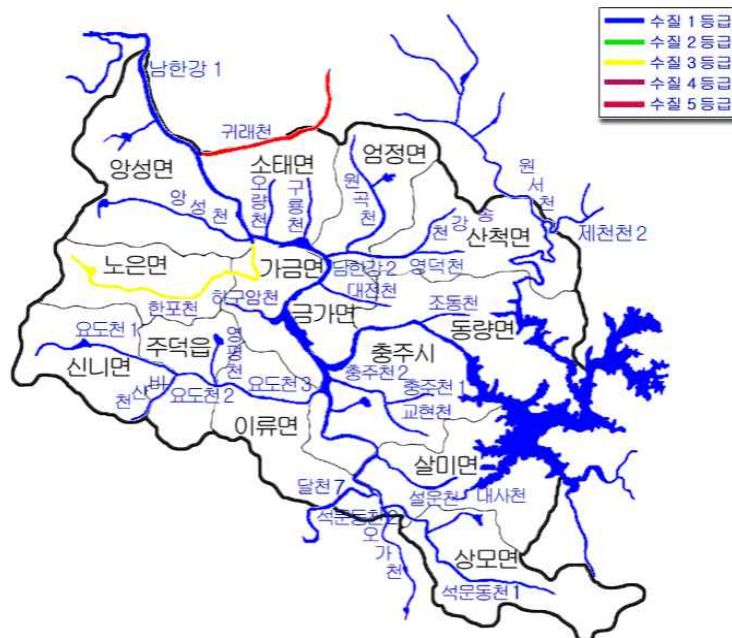 수질 1 등급
수질 2 등급
수질 3 등급
수질 4 등급
수질 5 등급
남한강 1
귀래천
앙성면
소태면
엄정면
오량천
구룡천
원곡천
앙성천
강송천
원서천
제천천 2
산척면
노은면
가금면
남한강 2
영덕천
대전천
한포천
하구암천
금가면
조동천
동량면
요도천 1
주덕읍
영평천
충주시
신니면
충주천 2
충주천 1
요도천 3
요도천 2
교현천
이류면
살미면
달천 7
설운천
내사천
석문동천 2
오가천
상모면
석문동천 1